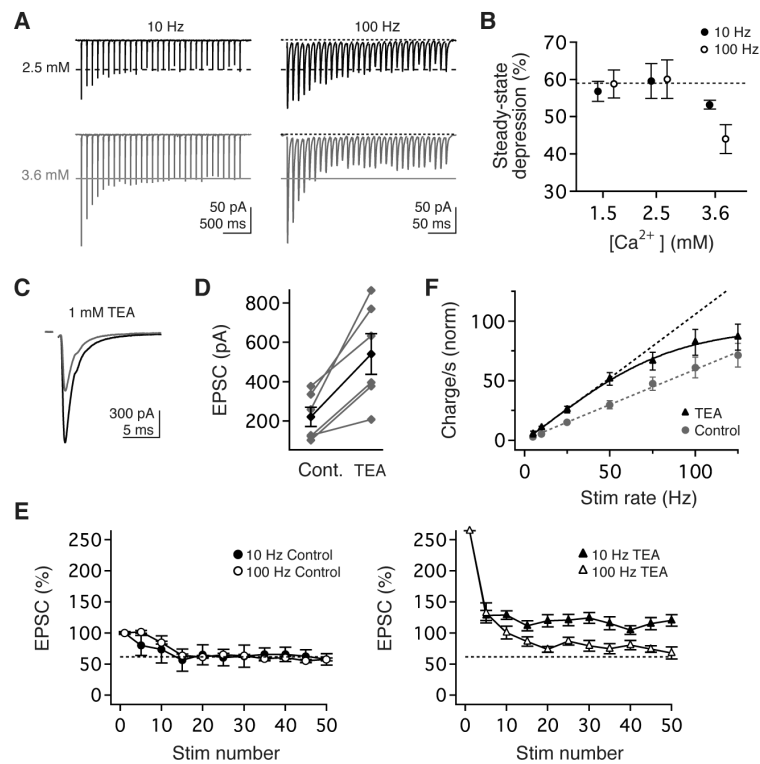 A
10 Hz
100 Hz
2.5 mM
3.6 mM
50 pA
500 ms
50 pA
50 ms
B
10 Hz
100 Hz
Steady-state
depression (%)
70
60
50
40
30
1.5 2.5 3.6
[Ca2+ ] (mM)
C
1 mM TEA
300 pA
5 ms
D
EPSC (pA)
800
600
400
200
Cont. TEA
F
Charge/s (norm)
100
50
0
TEA
Control
0 50 100
Stim rate (Hz)
E
EPSC (%)
250
200
150
100
50
0
10 Hz Control
100 Hz Control
0 10 20 30 40 50
Stim number
EPSC (%)
250
200
150
100
50
0
10 Hz TEA
100 Hz TEA
0 10 20 30 40 50
Stim number